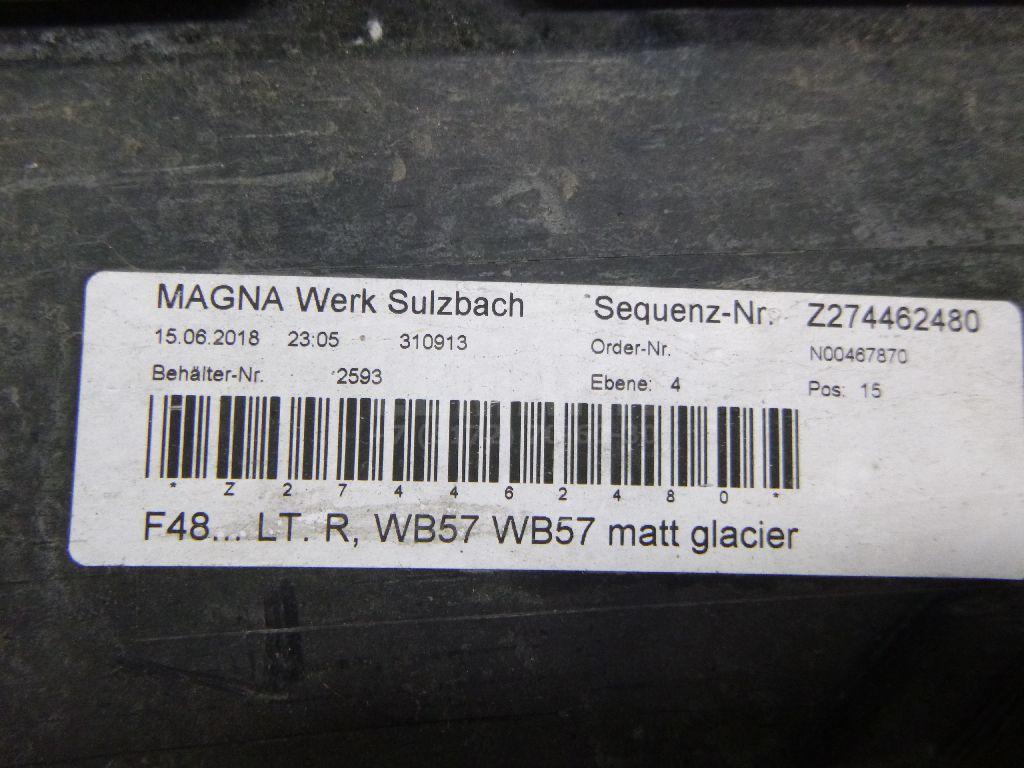 MAGNA Werk Sulzbach Sequenz-Nr. Z274462480
15.06.2018 23:05 310913 Order-Nr. N00467870
Behälter-Nr. 2593 Ebene: 4 Pos: 15
* Z 2 7 4 4 6 2 4 8 0 *
F48... LT. R, WB57 WB57 matt glacier